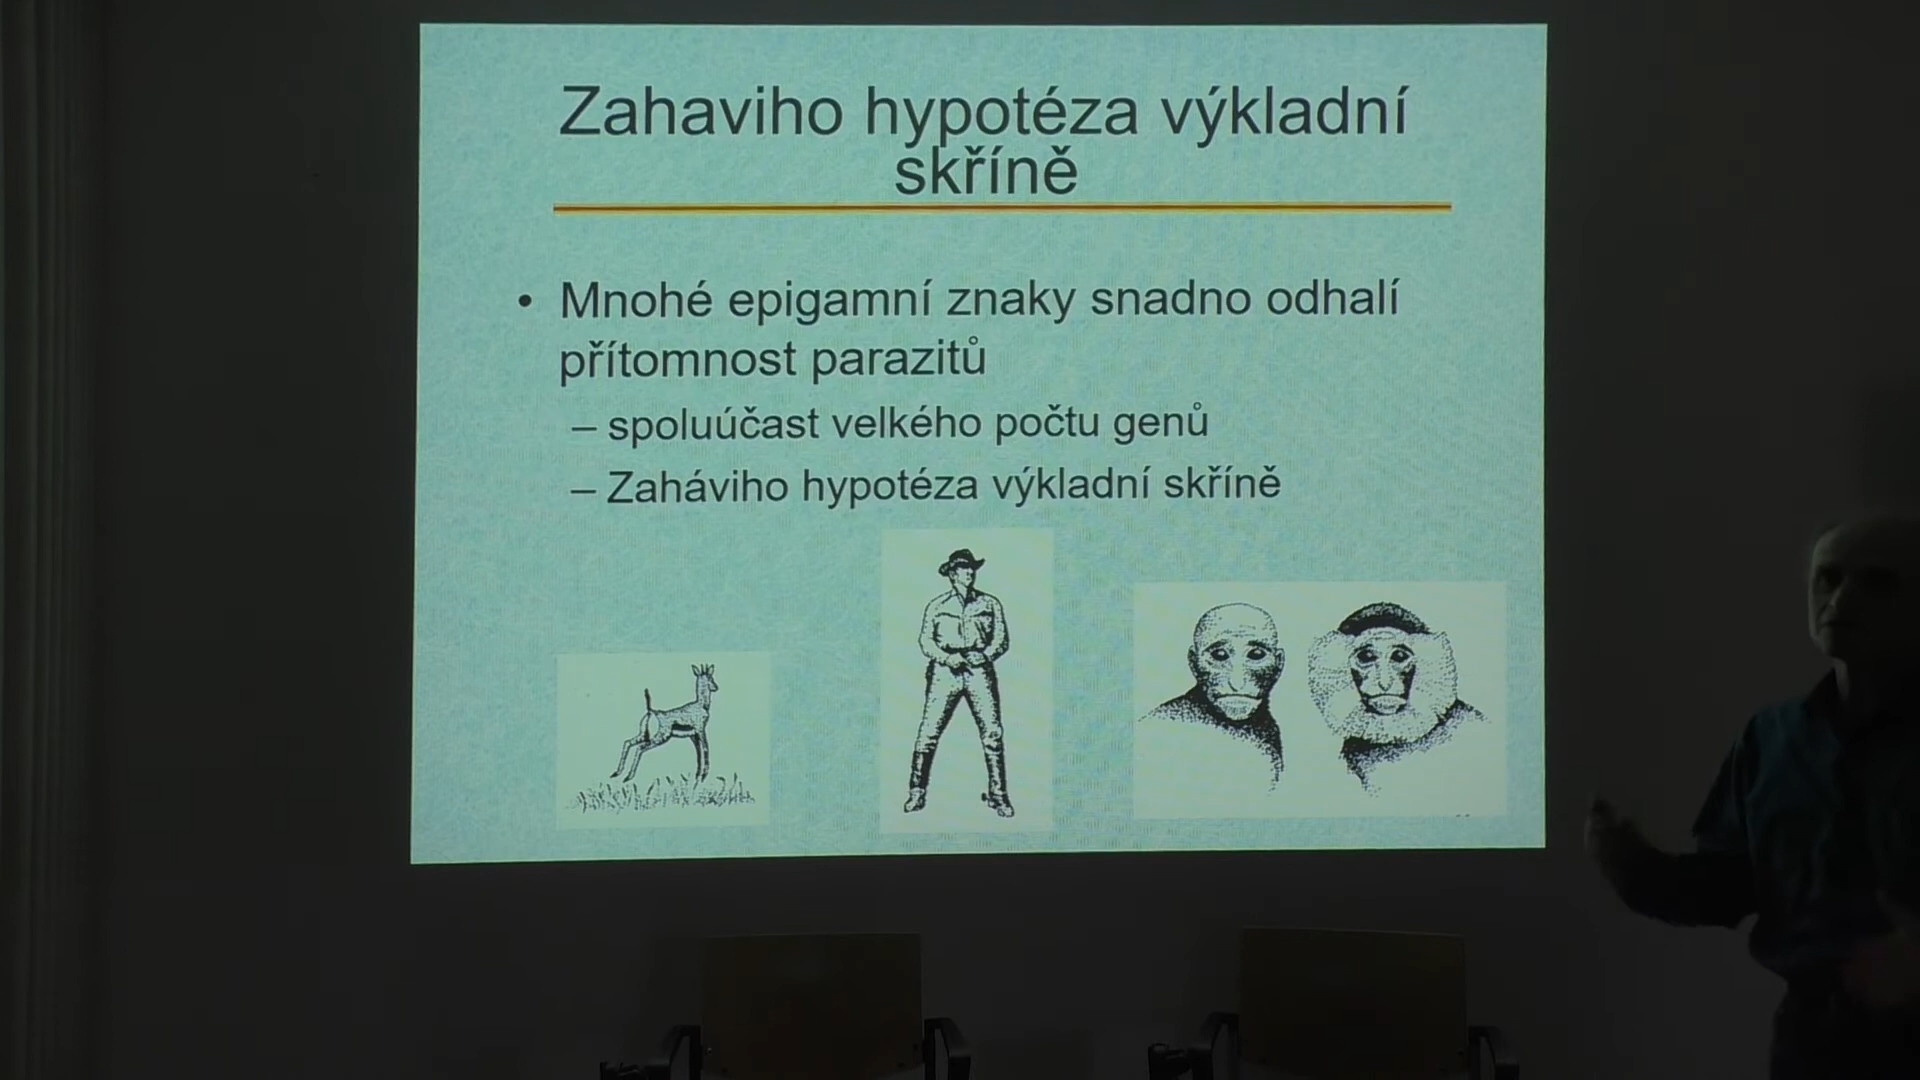 Zahaviho hypotéza výkladní
skříně
• Mnohé epigamní znaky snadno odhalí
přítomnost parazitů
– spoluúčast velkého počtu genů
– Zaháviho hypotéza výkladní skříně